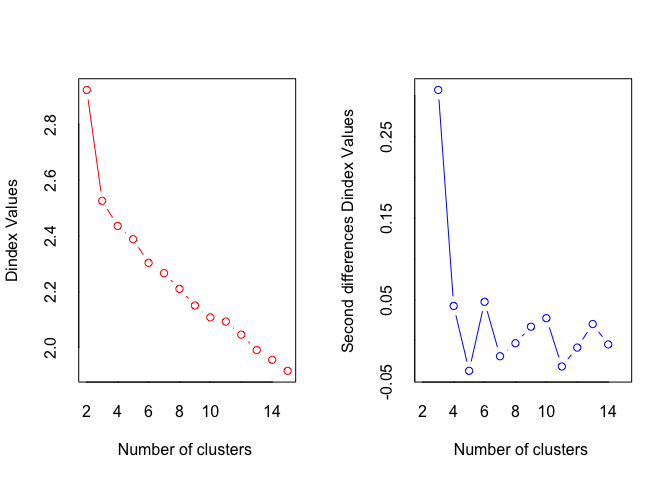 Dindex Values
2.0 2.2 2.4 2.6 2.8
2 4 6 8 10 14
Number of clusters
Second differences Dindex Values
-0.05 0.05 0.15 0.25
2 4 6 8 10 14
Number of clusters